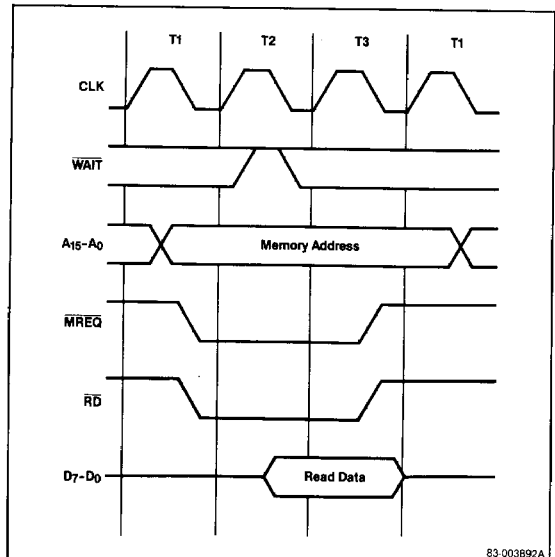 T1 T2 T3 T1
CLK
WAIT
A15-A0 Memory Address
MREQ
RD
D7-D0 Read Data
83-003892A